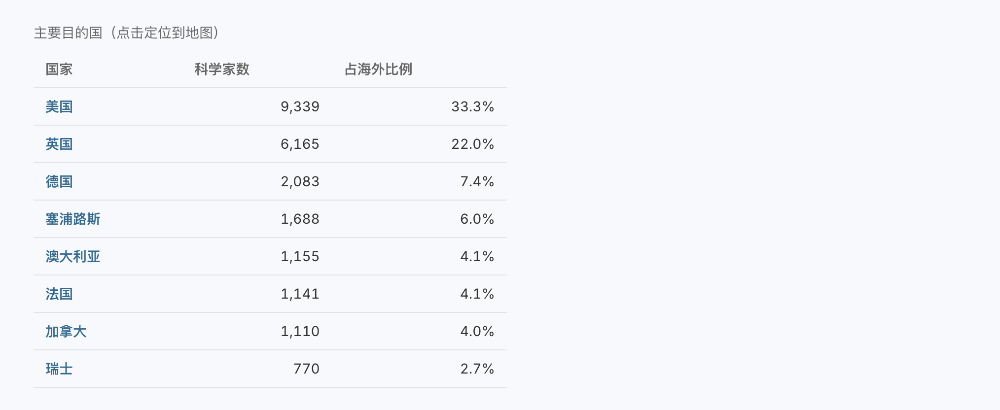 主要目的国（点击定位到地图）
国家 科学家数 占海外比例
美国 9,339 33.3%
英国 6,165 22.0%
德国 2,083 7.4%
塞浦路斯 1,688 6.0%
澳大利亚 1,155 4.1%
法国 1,141 4.1%
加拿大 1,110 4.0%
瑞士 770 2.7%